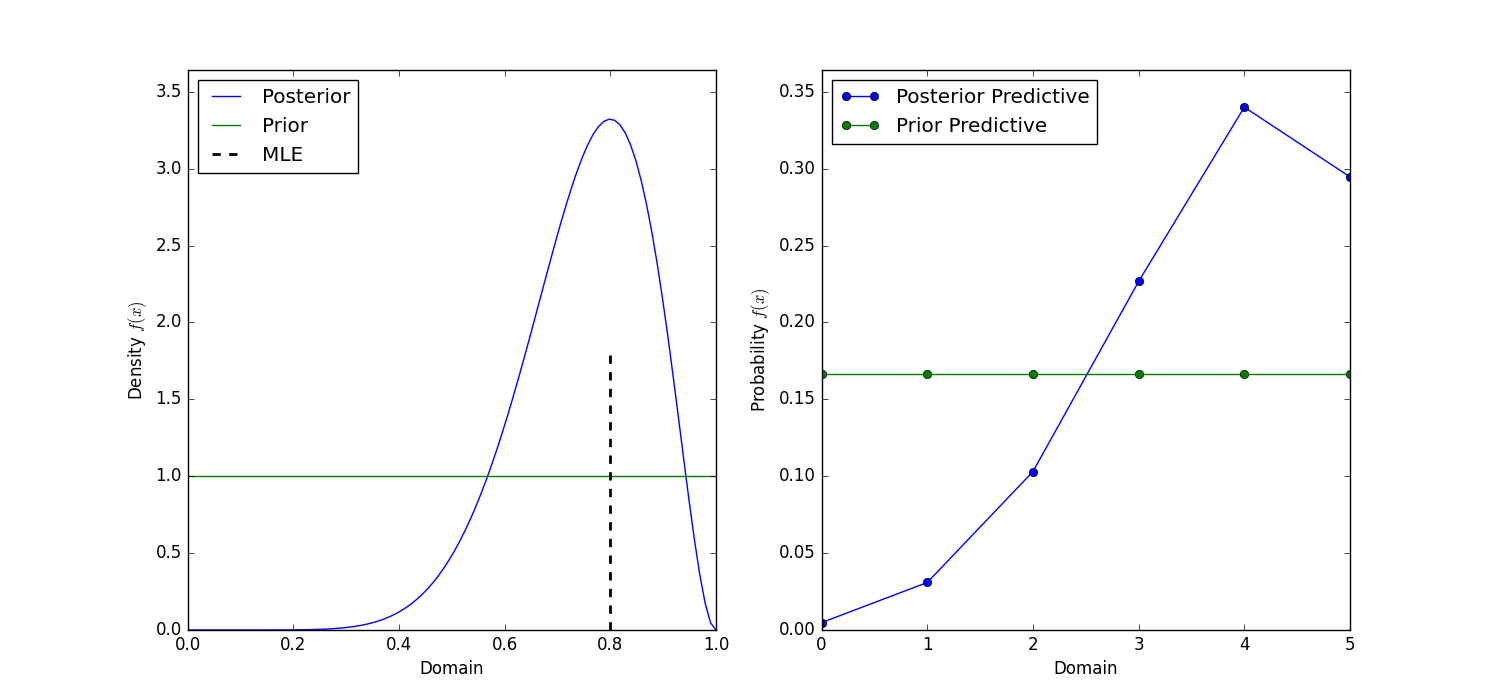 Posterior
Prior
MLE
3.5
3.0
2.5
2.0
1.5
1.0
0.5
0.0
Density f(x)
0.0 0.2 0.4 0.6 0.8 1.0
Domain
Posterior Predictive
Prior Predictive
0.35
0.30
0.25
0.20
0.15
0.10
0.05
0.00
Probability f(x)
0 1 2 3 4 5
Domain